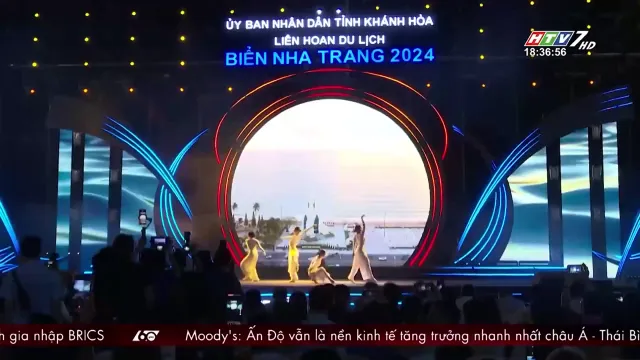 ỦY BAN NHÂN DÂN TỈNH KHÁNH HÒA
LIÊN HOAN DU LỊCH
BIỂN NHA TRANG 2024
HTV7 HD
18:36:56
h gia nhập BRICS
60
Moody's: Ấn Độ vẫn là nền kinh tế tăng trưởng nhanh nhất châu Á - Thái Bì